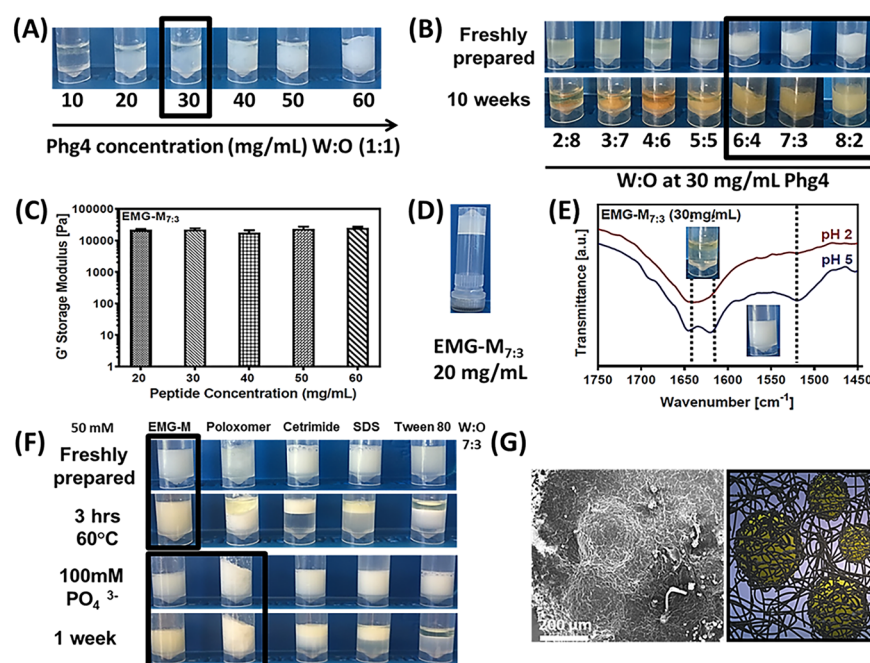 (A)
10 20 30 40 50 60
Phg4 concentration (mg/mL) W:O (1:1)
(B)
Freshly
prepared
10 weeks
2:8 3:7 4:6 5:5 6:4 7:3 8:2
W:O at 30 mg/mL Phg4
(C)
EMG-M7:3
G' Storage Modulus [Pa]
100000
10000
1000
100
10
1
20 30 40 50 60
Peptide Concentration (mg/mL)
(D)
EMG-M7:3
20 mg/mL
(E)
EMG-M7:3 (30mg/mL)
pH 2
pH 5
Transmittance [a.u.]
1750 1700 1650 1600 1550 1500 1450
Wavenumber [cm-1]
(F)
50 mM EMG-M Poloxomer Cetrimide SDS Tween 80 W:O
7:3
Freshly
prepared
3 hrs
60°C
100mM
PO4 3-
1 week
(G)
200 μm